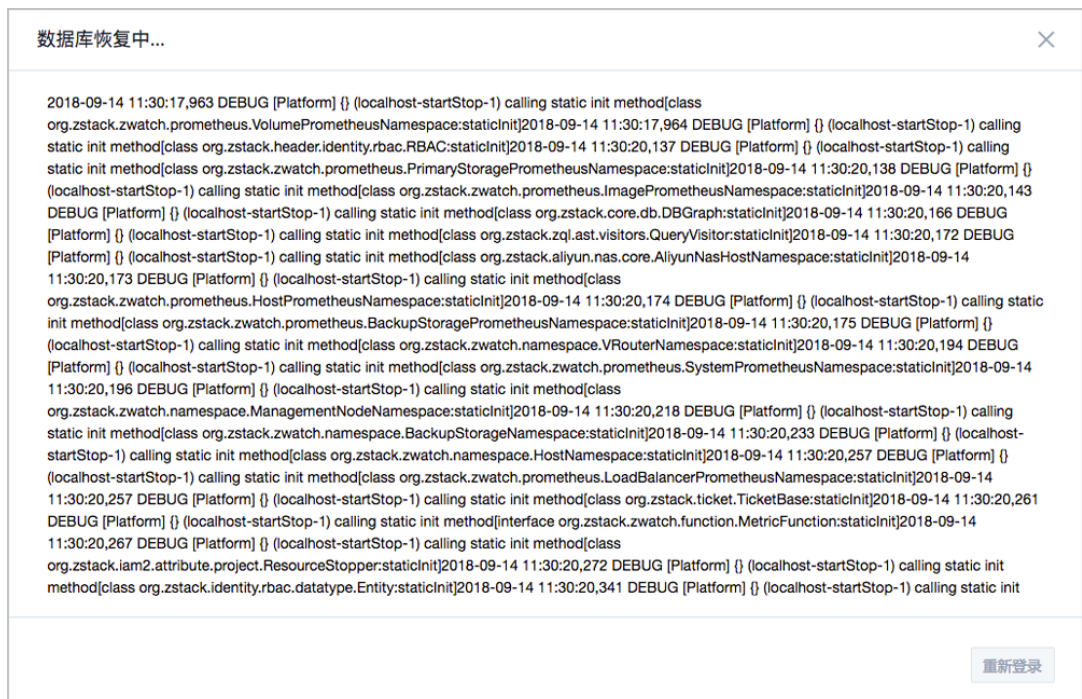 数据库恢复中...
2018-09-14 11:30:17,963 DEBUG [Platform] {} (localhost-startStop-1) calling static init method[class
org.zstack.zwatch.prometheus.VolumePrometheusNamespace:staticInit]2018-09-14 11:30:17,964 DEBUG [Platform] {} (localhost-startStop-1) calling
static init method[class org.zstack.header.identity.rbac.RBAC:staticInit]2018-09-14 11:30:20,137 DEBUG [Platform] {} (localhost-startStop-1) calling
static init method[class org.zstack.zwatch.prometheus.PrimaryStoragePrometheusNamespace:staticInit]2018-09-14 11:30:20,138 DEBUG [Platform] {}
(localhost-startStop-1) calling static init method[class org.zstack.zwatch.prometheus.ImagePrometheusNamespace:staticInit]2018-09-14 11:30:20,143
DEBUG [Platform] {} (localhost-startStop-1) calling static init method[class org.zstack.core.db.DBGraph:staticInit]2018-09-14 11:30:20,166 DEBUG
[Platform] {} (localhost-startStop-1) calling static init method[class org.zstack.zql.ast.visitors.QueryVisitor:staticInit]2018-09-14 11:30:20,172 DEBUG
[Platform] {} (localhost-startStop-1) calling static init method[class org.zstack.aliyun.nas.core.AliyunNasHostNamespace:staticInit]2018-09-14
11:30:20,173 DEBUG [Platform] {} (localhost-startStop-1) calling static init method[class
org.zstack.zwatch.prometheus.HostPrometheusNamespace:staticInit]2018-09-14 11:30:20,174 DEBUG [Platform] {} (localhost-startStop-1) calling static
init method[class org.zstack.zwatch.prometheus.BackupStoragePrometheusNamespace:staticInit]2018-09-14 11:30:20,175 DEBUG [Platform] {}
(localhost-startStop-1) calling static init method[class org.zstack.zwatch.namespace.VRouterNamespace:staticInit]2018-09-14 11:30:20,194 DEBUG
[Platform] {} (localhost-startStop-1) calling static init method[class org.zstack.zwatch.prometheus.SystemPrometheusNamespace:staticInit]2018-09-14
11:30:20,196 DEBUG [Platform] {} (localhost-startStop-1) calling static init method[class
org.zstack.zwatch.namespace.ManagementNodeNamespace:staticInit]2018-09-14 11:30:20,218 DEBUG [Platform] {} (localhost-startStop-1) calling
static init method[class org.zstack.zwatch.namespace.BackupStorageNamespace:staticInit]2018-09-14 11:30:20,233 DEBUG [Platform] {} (localhost-
startStop-1) calling static init method[class org.zstack.zwatch.namespace.HostNamespace:staticInit]2018-09-14 11:30:20,257 DEBUG [Platform] {}
(localhost-startStop-1) calling static init method[class org.zstack.zwatch.prometheus.LoadBalancerPrometheusNamespace:staticInit]2018-09-14
11:30:20,257 DEBUG [Platform] {} (localhost-startStop-1) calling static init method[class org.zstack.ticket.TicketBase:staticInit]2018-09-14 11:30:20,261
DEBUG [Platform] {} (localhost-startStop-1) calling static init method[interface org.zstack.zwatch.function.MetricFunction:staticInit]2018-09-14
11:30:20,267 DEBUG [Platform] {} (localhost-startStop-1) calling static init method[class
org.zstack.iam2.attribute.project.ResourceStopper:staticInit]2018-09-14 11:30:20,272 DEBUG [Platform] {} (localhost-startStop-1) calling static init
method[class org.zstack.identity.rbac.datatype.Entity:staticInit]2018-09-14 11:30:20,341 DEBUG [Platform] {} (localhost-startStop-1) calling static init
重新登录